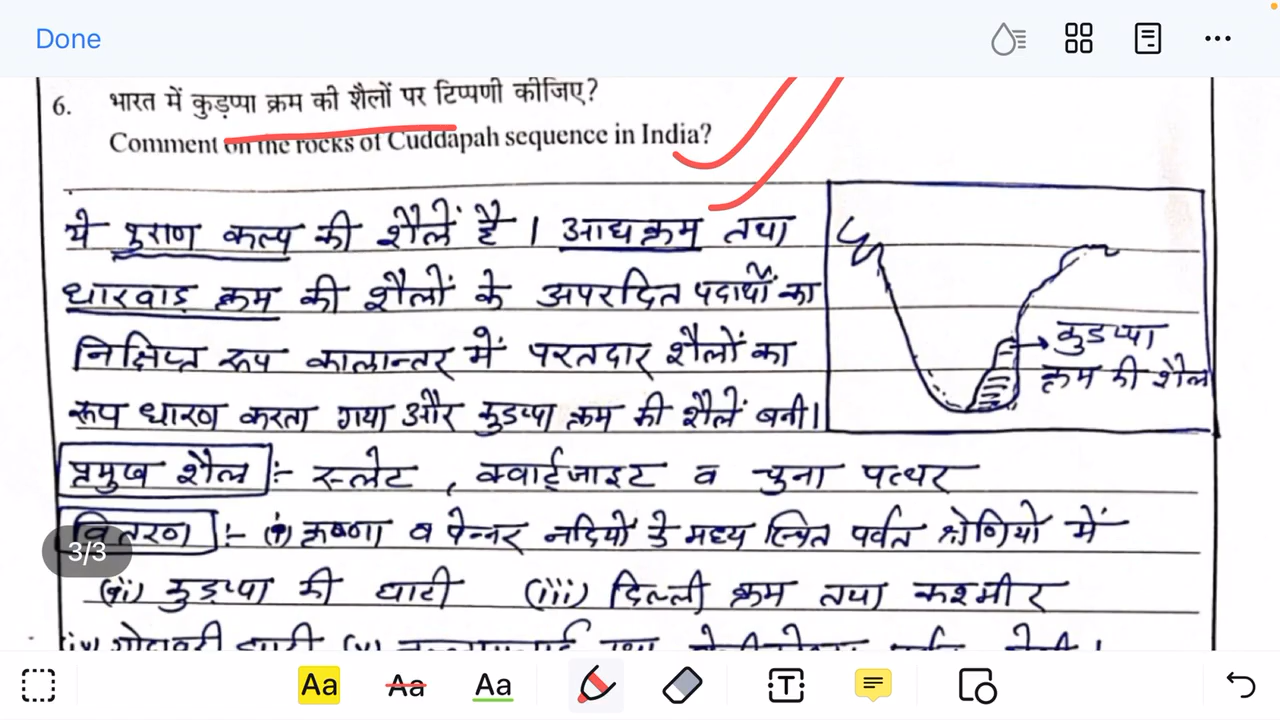 Done
6. भारत में कुड़प्पा क्रम की शैलों पर टिप्पणी कीजिए?
Comment on the rocks of Cuddapah sequence in India?
ये पुराण कल्प की शैलें है । आद्यक्रम तथा
धारवाड़ क्रम की शैलों के अपरदित पदार्थों का
निक्षिप्त रूप कालान्तर में परतदार शैलों का
रूप धारण करता गया और कुडप्पा क्रम की शैलें बनी।
कुडप्पा
क्रम की शैल
प्रमुख शैल :- स्लेट , क्वार्ट्जाइट व चुना पत्थर
वितरण :- (i) कृष्णा व पेन्नर नदियों के मध्य स्थित पर्वत श्रेणियो में
3/3
(ii) कुड़प्पा की घाटी (iii) दिल्ली क्रम तथा कश्मीर
(iv) गोदावरी घाटी (v)
Aa Aa Aa T